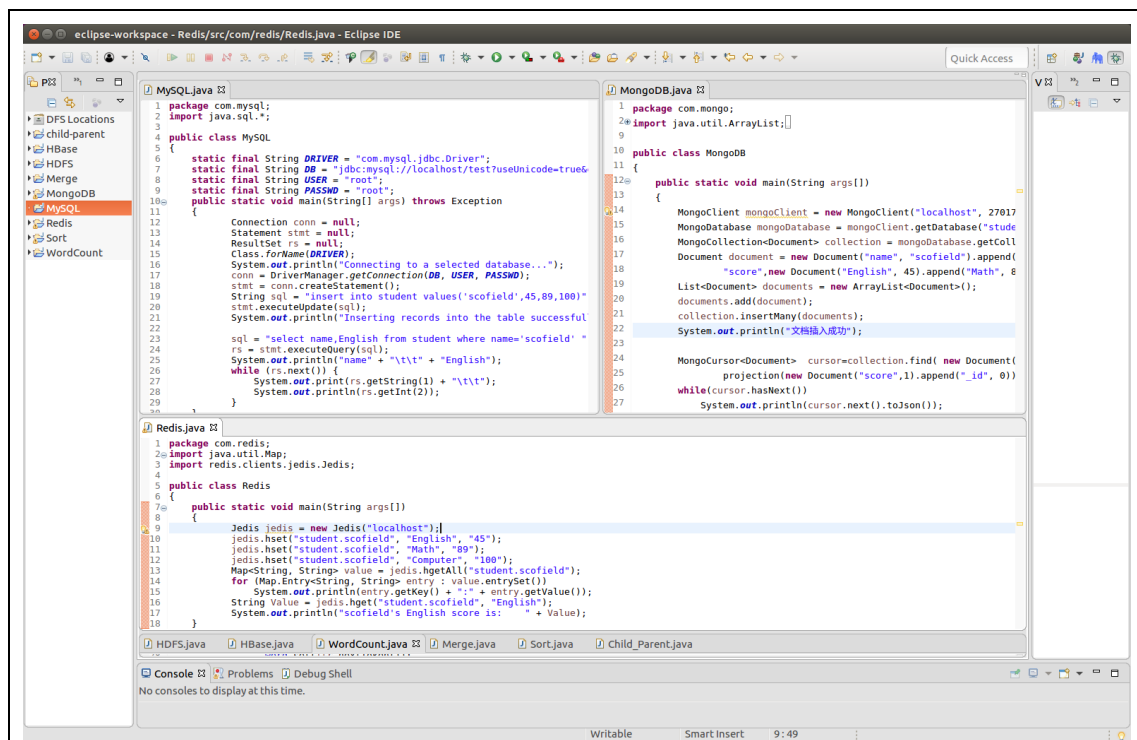 eclipse-workspace - Redis/src/com/redis/Redis.java - Eclipse IDE
Quick Access
DFS Locations
child-parent
HBase
HDFS
Merge
MongoDB
MySQL
Redis
Sort
WordCount
MySQL.java
1 package com.mysql;
2 import java.sql.*;
3
4 public class MySQL
5 {
6 static final String DRIVER = "com.mysql.jdbc.Driver";
7 static final String DB = "jdbc:mysql://localhost/test?useUnicode=true&
8 static final String USER = "root";
9 static final String PASSWD = "root";
10 public static void main(String[] args) throws Exception
11 {
12 Connection conn = null;
13 Statement stmt = null;
14 ResultSet rs = null;
15 Class.forName(DRIVER);
16 System.out.println("Connecting to a selected database...");
17 conn = DriverManager.getConnection(DB, USER, PASSWD);
18 stmt = conn.createStatement();
19 String sql = "insert into student values('scofield',45,89,100)"
20 stmt.executeUpdate(sql);
21 System.out.println("Inserting records into the table successful
22
23 sql = "select name,English from student where name='scofield' "
24 rs = stmt.executeQuery(sql);
25 System.out.println("name" + "\t\t" + "English");
26 while (rs.next()) {
27 System.out.print(rs.getString(1) + "\t\t");
28 System.out.println(rs.getInt(2));
29 }
30 }
MongoDB.java
1 package com.mongo;
2 import java.util.ArrayList;
9
10 public class MongoDB
11 {
12 public static void main(String args[])
13 {
14 MongoClient mongoClient = new MongoClient("localhost", 27017
15 MongoDatabase mongoDatabase = mongoClient.getDatabase("stude
16 MongoCollection<Document> collection = mongoDatabase.getColl
17 Document document = new Document("name", "scofield").append(
18 "score",new Document("English", 45).append("Math", 8
19 List<Document> documents = new ArrayList<Document>();
20 documents.add(document);
21 collection.insertMany(documents);
22 System.out.println("文档插入成功");
23
24 MongoCursor<Document>  cursor=collection.find( new Document(
25 projection(new Document("score",1).append("_id", 0))
26 while(cursor.hasNext())
27 System.out.println(cursor.next().toJson());
Redis.java
1 package com.redis;
2 import java.util.Map;
3 import redis.clients.jedis.Jedis;
4
5 public class Redis
6 {
7 public static void main(String args[])
8 {
9 Jedis jedis = new Jedis("localhost");
10 jedis.hset("student.scofield", "English", "45");
11 jedis.hset("student.scofield", "Math", "89");
12 jedis.hset("student.scofield", "Computer", "100");
13 Map<String, String> value = jedis.hgetAll("student.scofield");
14 for (Map.Entry<String, String> entry : value.entrySet())
15 System.out.println(entry.getKey() + ":" + entry.getValue());
16 String Value = jedis.hget("student.scofield", "English");
17 System.out.println("scofield's English score is:    " + Value);
18 }
HDFS.java HBase.java WordCount.java Merge.java Sort.java Child_Parent.java
Console Problems Debug Shell
No consoles to display at this time.
Writable Smart Insert 9 : 49